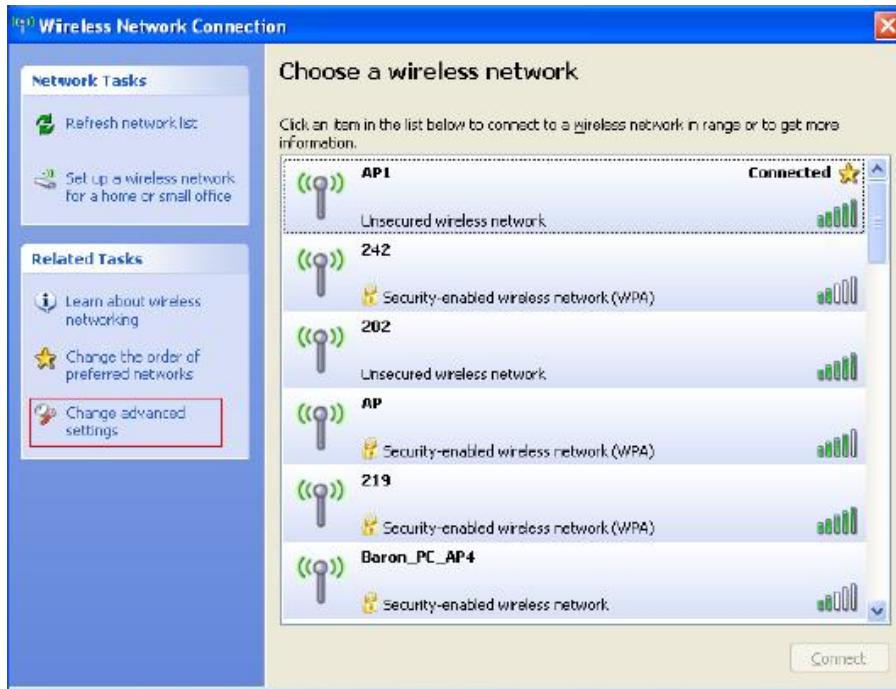 Wireless Network Connection
Network Tasks
Refresh network list
Set up a wireless network
for a home or small office
Related Tasks
Learn about wireless
networking
Change the order of
preferred networks
Change advanced
settings
Choose a wireless network
Click an item in the list below to connect to a wireless network in range or to get more
information.
AP1
Connected
Unsecured wireless network
242
Security-enabled wireless network (WPA)
202
Unsecured wireless network
AP
Security-enabled wireless network (WPA)
219
Security-enabled wireless network (WPA)
Baron_PC_AP4
Security-enabled wireless network
Connect